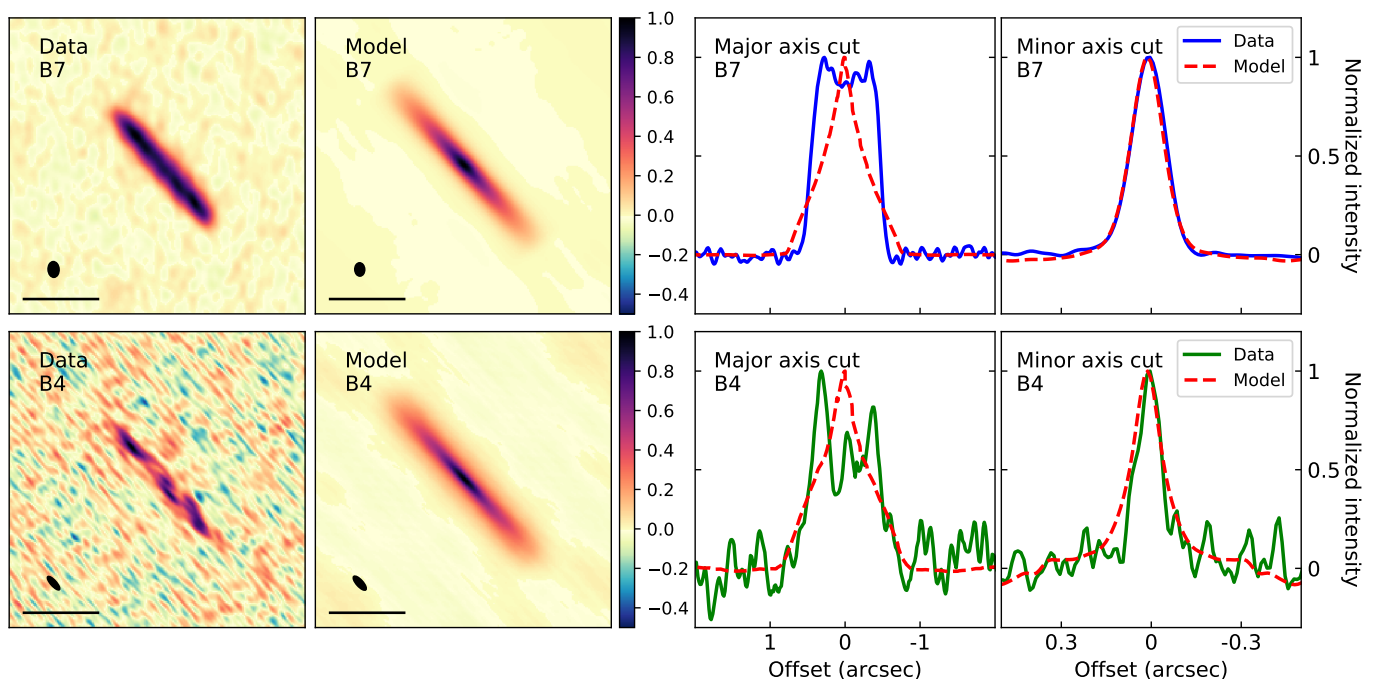 Data
B7
Model
B7
1.0
0.8
0.6
0.4
0.2
0.0
−0.2
−0.4
Major axis cut
B7
Minor axis cut
B7
Data
Model
1
0.5
0
Normalized intensity
Data
B4
Model
B4
1.0
0.8
0.6
0.4
0.2
0.0
−0.2
−0.4
Major axis cut
B4
1
0
-1
Offset (arcsec)
Minor axis cut
B4
Data
Model
1
0.5
0
Normalized intensity
0.3
0
-0.3
Offset (arcsec)